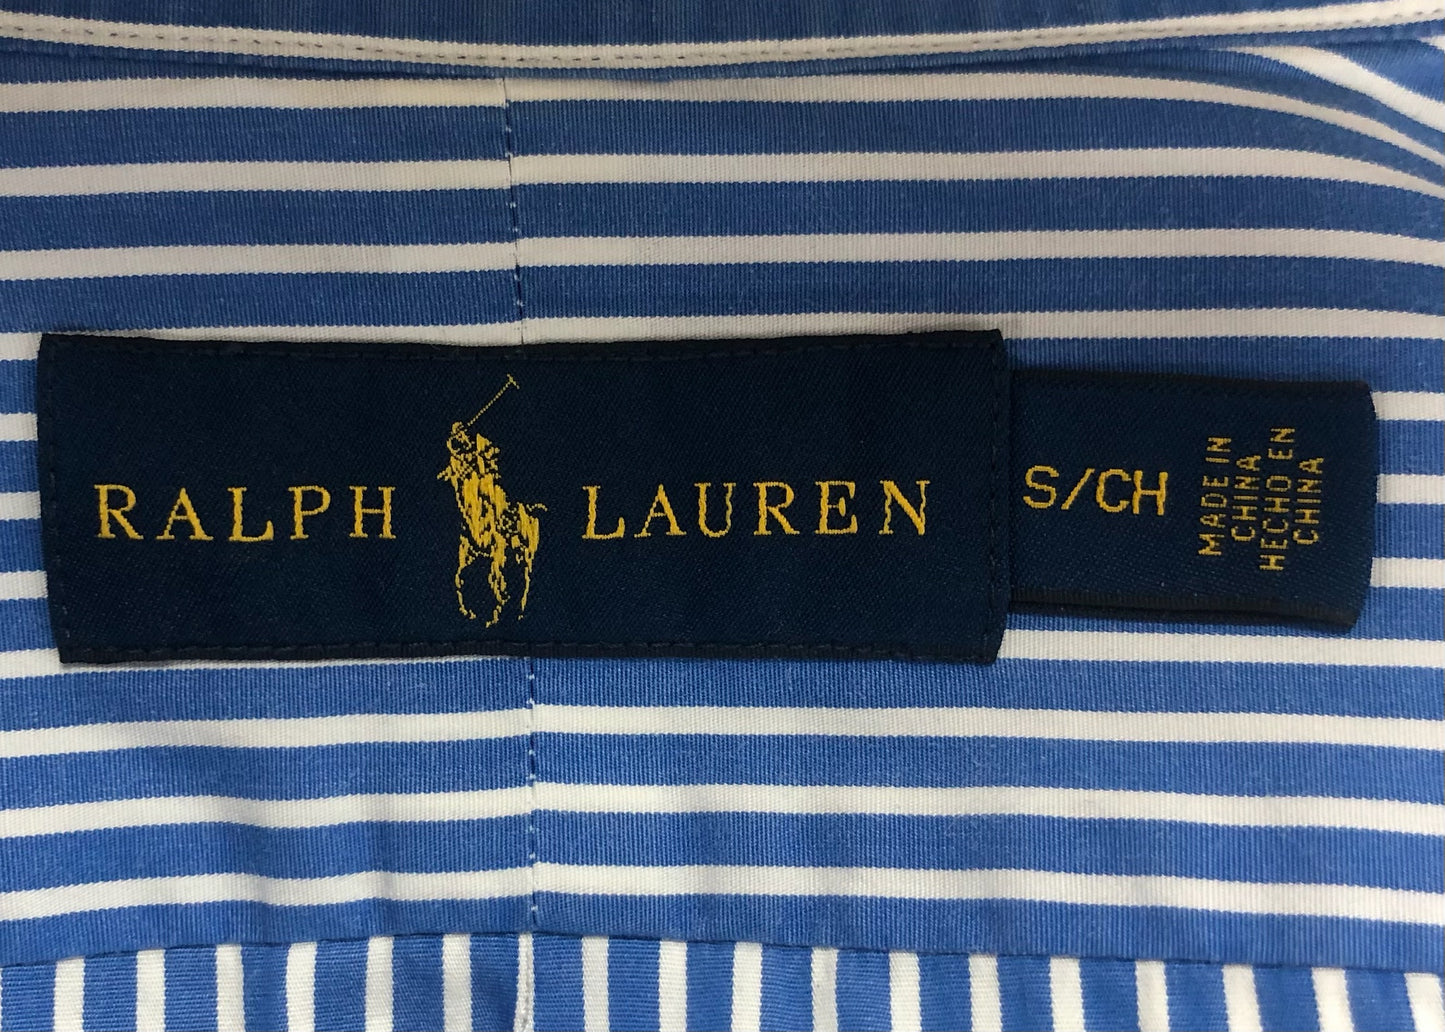 RALPH LAUREN
S/CH
MADE IN
CHINA
HECHO EN
CHINA